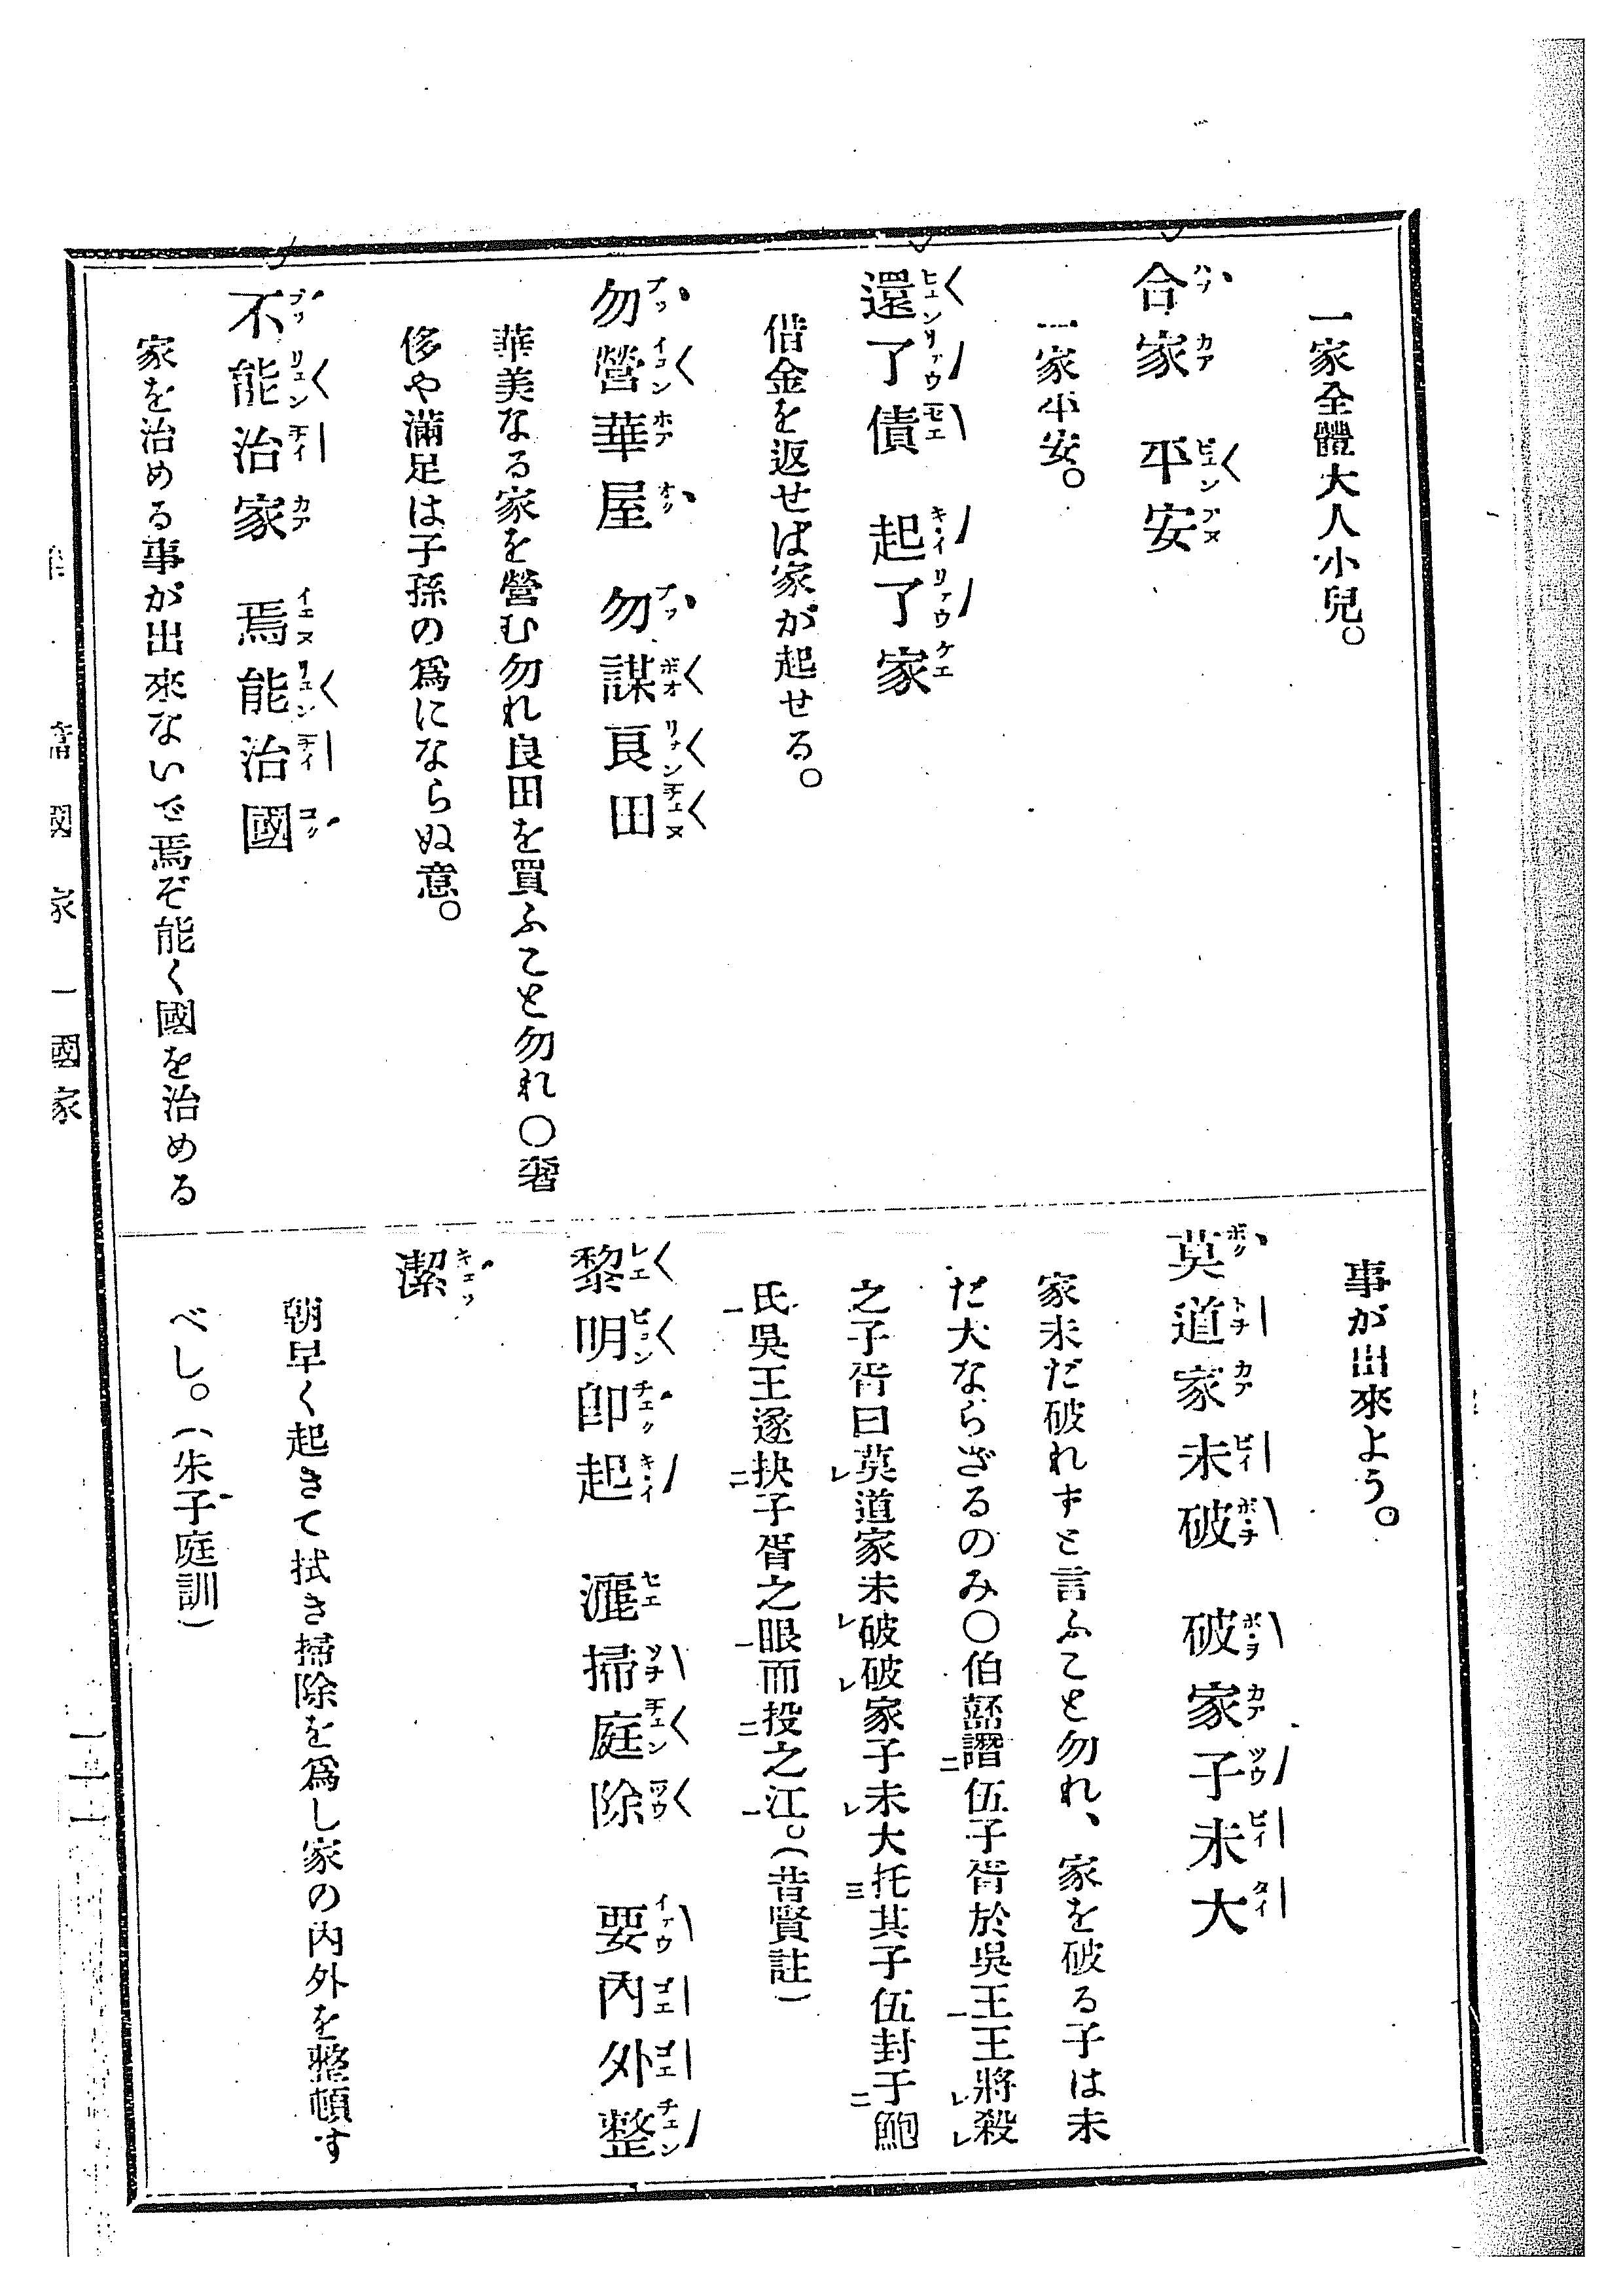 一家全體大人小兒。
合家　平安
一家平安。
還了債　起了家
借金を返せば家が起せる。
勿營華屋　勿謀良田
華美なる家を營む勿れ良田を買ふこと勿れ〇奢
侈や滿足は子孫の爲にならぬ意。
不能治家　焉能治國
家を治める事が出來ないで焉ぞ能く國を治める
事が出來よう。
莫道家未破　破家子未大
家未だ破れずと言ふこと勿れ、家を破る子は未
だ大ならざるのみ〇伯嚭譖伍子胥於吳王王將殺
之子胥曰莫道家未破破家子未大托其子伍封于鮑
氏吳王遂抉子胥之眼而投之江。(昔賢註)
黎明卽起　灑掃庭除　要內外整
潔
朝早く起きて拭き掃除を爲し家の內外を整頓す
べし。(朱子庭訓)
篇 國家 一國家